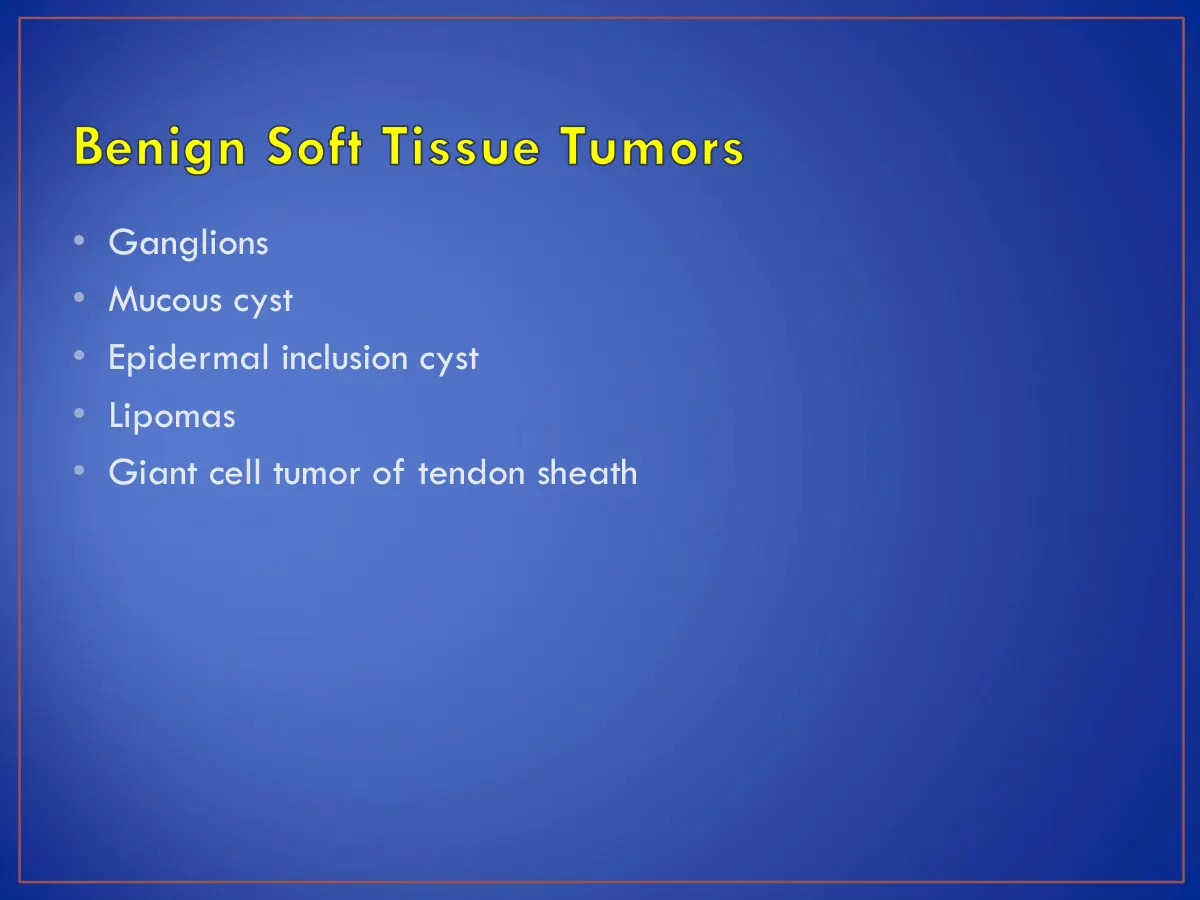 Benign Soft Tissue Tumors
• Ganglions
• Mucous cyst
• Epidermal inclusion cyst
• Lipomas
• Giant cell tumor of tendon sheath